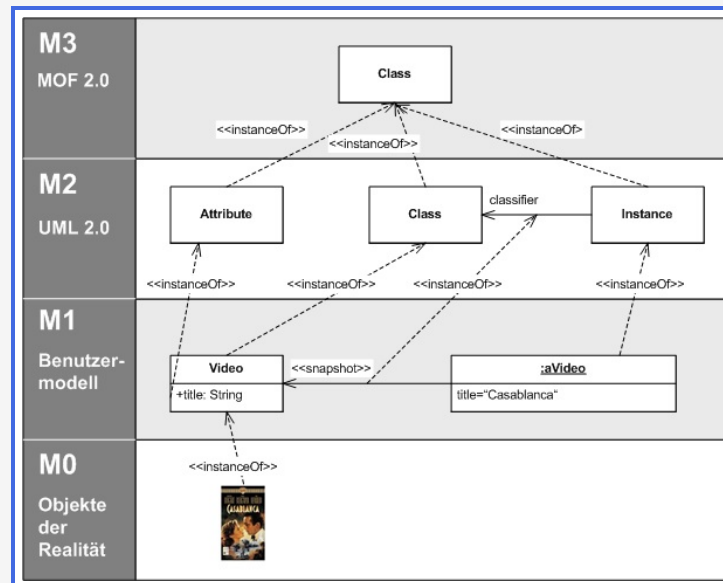 M3
MOF 2.0
Class
<<instanceOf>>
<<instanceOf>>
<<instanceOf>
M2
UML 2.0
Attribute
Class
classifier
Instance
<<instanceOf>>
<<instanceOf>>
<<instanceOf>>
<<instanceOf>>
M1
Benutzer-
modell
Video
+title: String
<<snapshot>>
:aVideo
title="Casablanca"
M0
Objekte
der
Realität
<<instanceOf>>
CASABLANCA